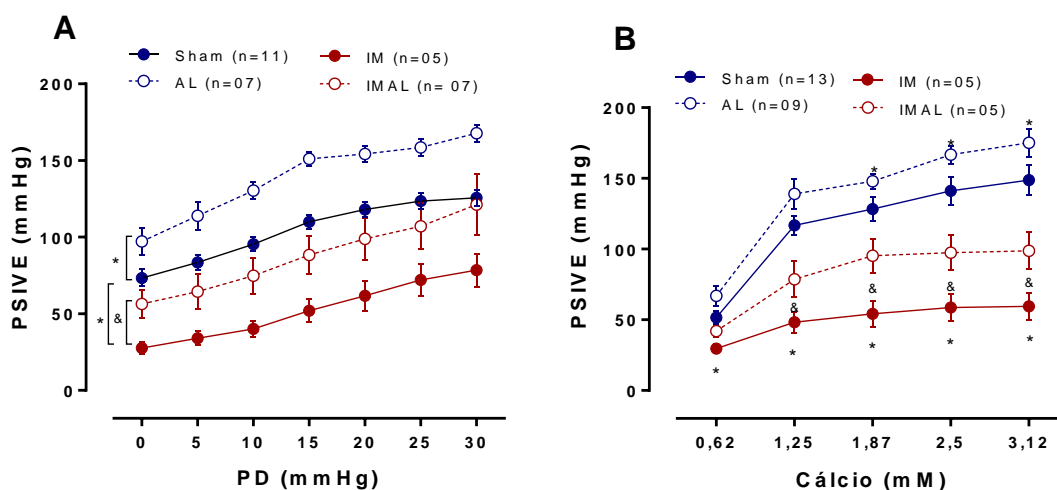 A
Sham (n=11)
IM (n=05)
AL (n=07)
IMAL (n= 07)
PSIVE (mmHg)
200
150
100
50
0
*
*
&
0 5 10 15 20 25 30
PD (mmHg)
B
Sham (n=13)
IM (n=05)
AL (n=09)
IMAL (n=05)
PSIVE (mmHg)
200
150
100
50
0
* * *
& & & &
* * * * *
0,62 1,25 1,87 2,5 3,12
Cálcio (mM)